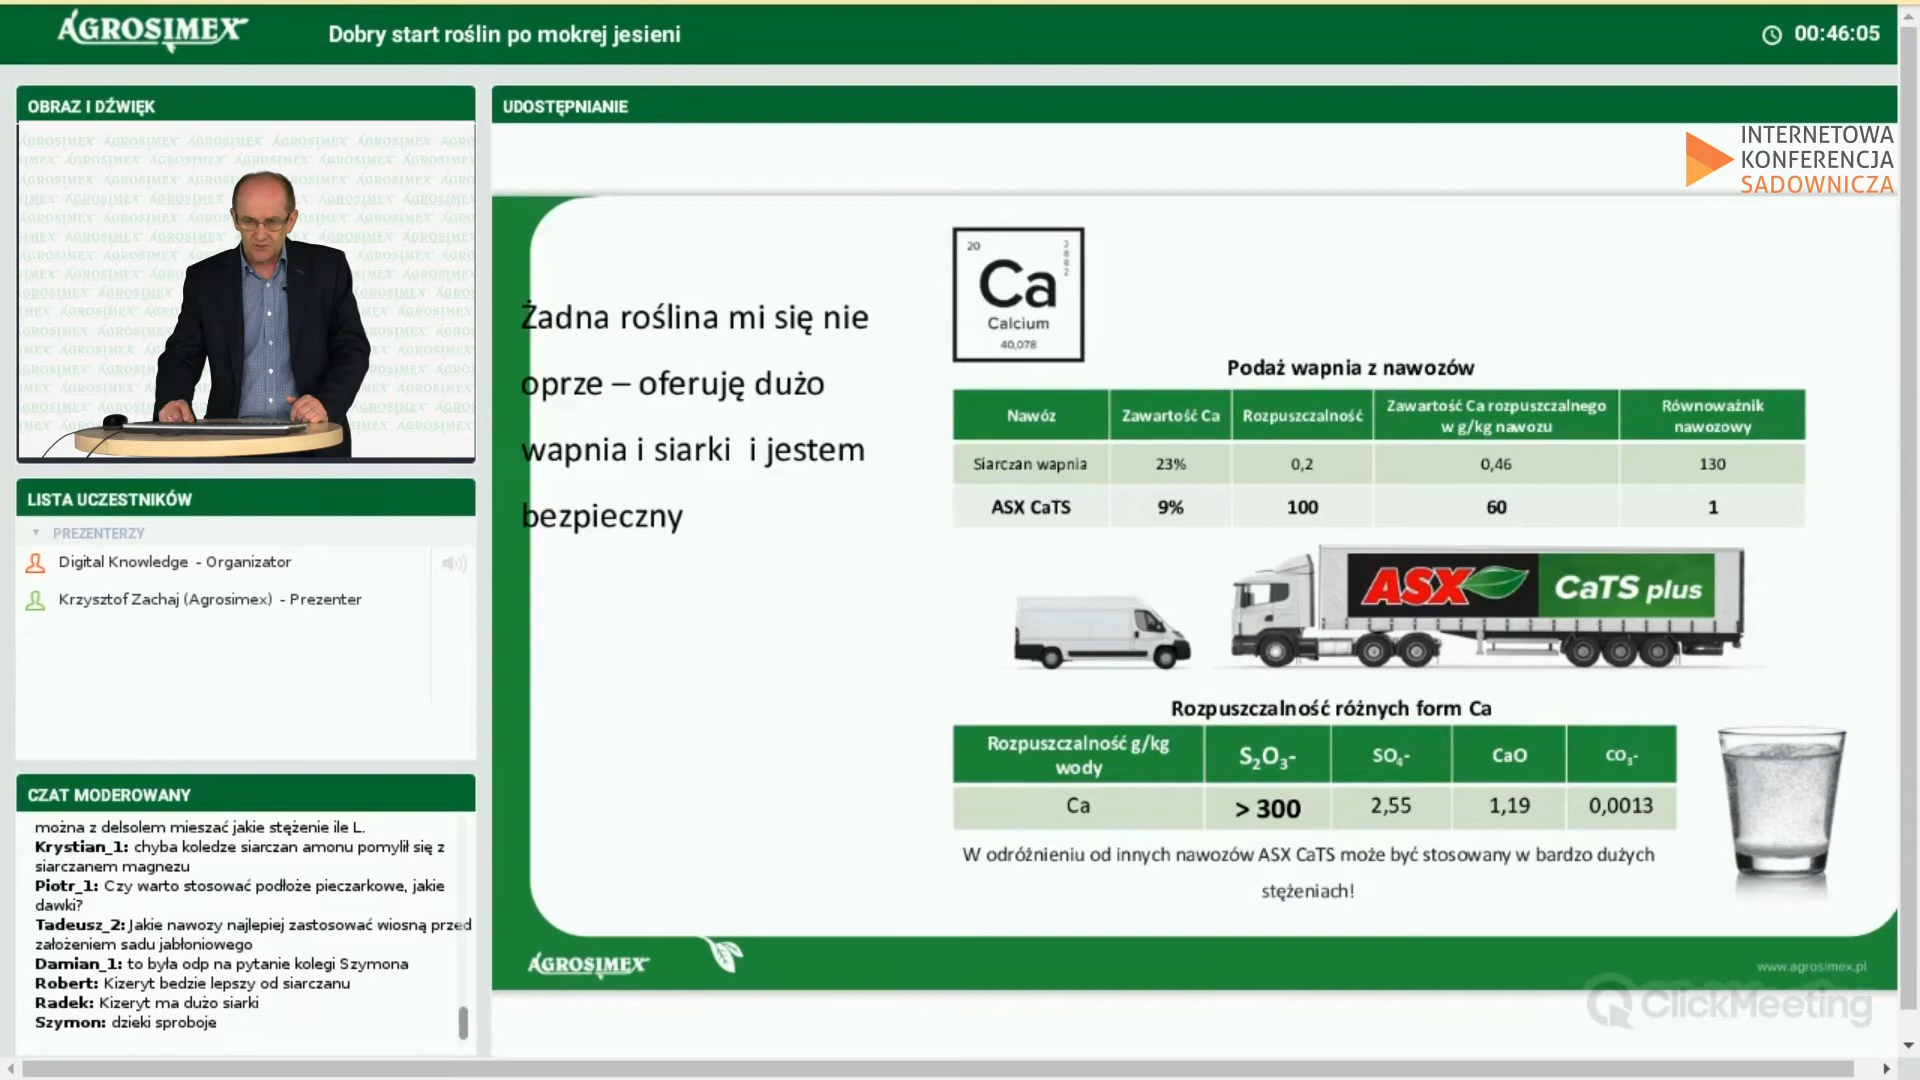 AGROSIMEX
Dobry start roślin po mokrej jesieni
00:46:05
OBRAZ I DŹWIĘK
LISTA UCZESTNIKÓW
PREZENTERZY
Digital Knowledge - Organizator
Krzysztof Zachaj (Agrosimex) - Prezenter
CZAT MODEROWANY
można z delsolem mieszać jakie stężenie ile L.
Krystian_1: chyba koledze siarczan amonu pomylił się z
siarczanem magnezu
Piotr_1: Czy warto stosować podłoże pieczarkowe, jakie
dawki?
Tadeusz_2: Jakie nawozy najlepiej zastosować wiosną przed
założeniem sadu jabłoniowego
Damian_1: to była odp na pytanie kolegi Szymona
Robert: Kizeryt bedzie lepszy od siarczanu
Radek: Kizeryt ma dużo siarki
Szymon: dzieki sproboje
UDOSTĘPNIANIE
INTERNETOWA
KONFERENCJA
SADOWNICZA
Żadna roślina mi się nie
oprze – oferuję dużo
wapnia i siarki i jestem
bezpieczny
20
2
8
8
2
Ca
Calcium
40,078
Podaż wapnia z nawozów
Nawóz Zawartość Ca Rozpuszczalność Zawartość Ca rozpuszczalnego w g/kg nawozu Równoważnik nawozowy
Siarczan wapnia 23% 0,2 0,46 130
ASX CaTS 9% 100 60 1
ASX CaTS plus
Rozpuszczalność różnych form Ca
Rozpuszczalność g/kg wody S₂O₃- SO₄- CaO CO₃-
Ca > 300 2,55 1,19 0,0013
W odróżnieniu od innych nawozów ASX CaTS może być stosowany w bardzo dużych
stężeniach!
AGROSIMEX
www.agrosimex.pl
ClickMeeting